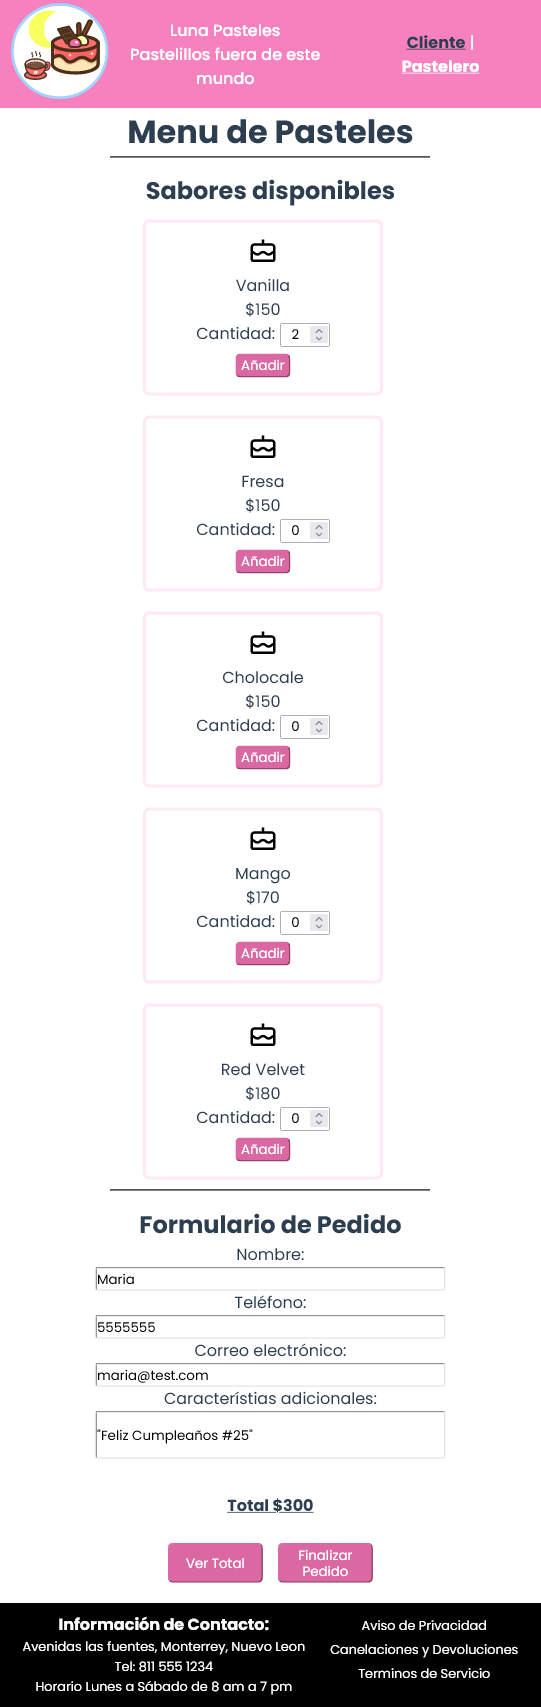 Luna Pasteles
Pastelillos fuera de este
mundo
Cliente |
Pastelero
Menu de Pasteles
Sabores disponibles
Vanilla
$150
Cantidad: 2
Añadir
Fresa
$150
Cantidad: 0
Añadir
Cholocale
$150
Cantidad: 0
Añadir
Mango
$170
Cantidad: 0
Añadir
Red Velvet
$180
Cantidad: 0
Añadir
Formulario de Pedido
Nombre:
Maria
Teléfono:
5555555
Correo electrónico:
maria@test.com
Característias adicionales:
"Feliz Cumpleaños #25"
Total $300
Ver Total
Finalizar
Pedido
Información de Contacto:
Avenidas las fuentes, Monterrey, Nuevo Leon
Tel: 811 555 1234
Horario Lunes a Sábado de 8 am a 7 pm
Aviso de Privacidad
Canelaciones y Devoluciones
Terminos de Servicio